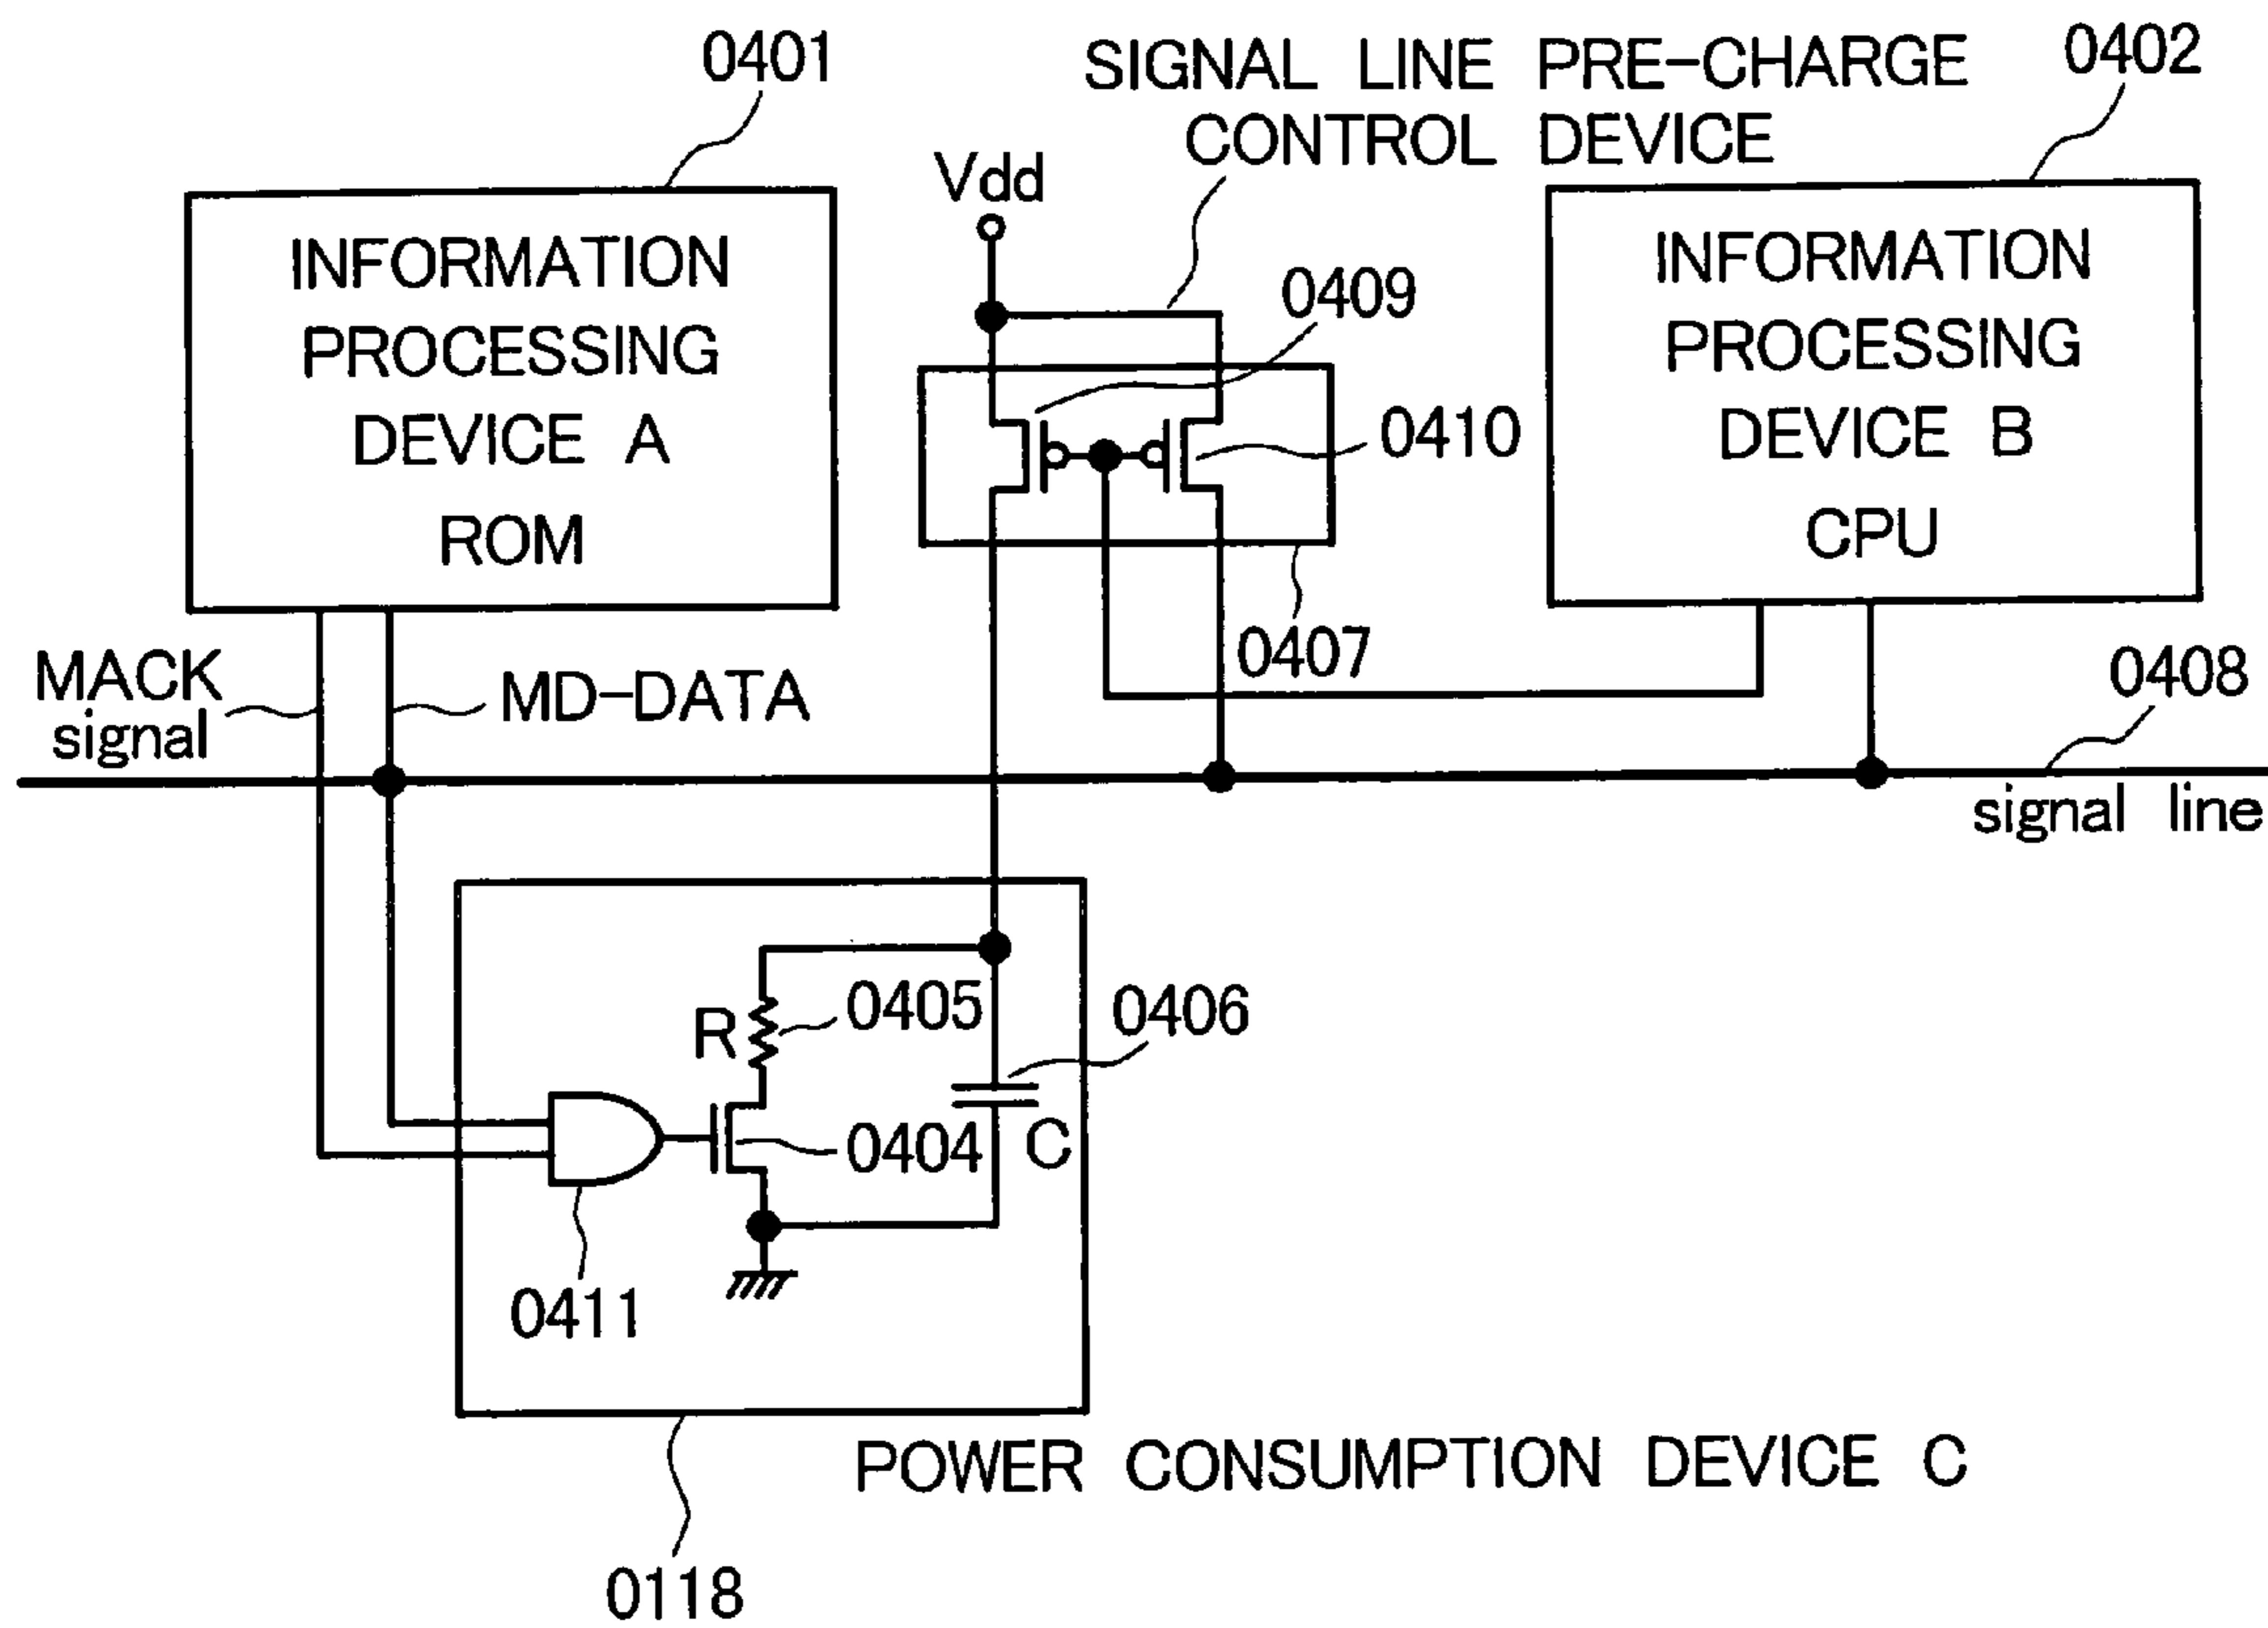 0401
SIGNAL LINE PRE-CHARGE
CONTROL DEVICE
0402
Vdd
INFORMATION
PROCESSING
DEVICE A
ROM
0409
0410
INFORMATION
PROCESSING
DEVICE B
CPU
0407
MACK
signal
MD-DATA
0408
signal line
R
0405
0406
0404
C
0411
POWER CONSUMPTION DEVICE C
0118